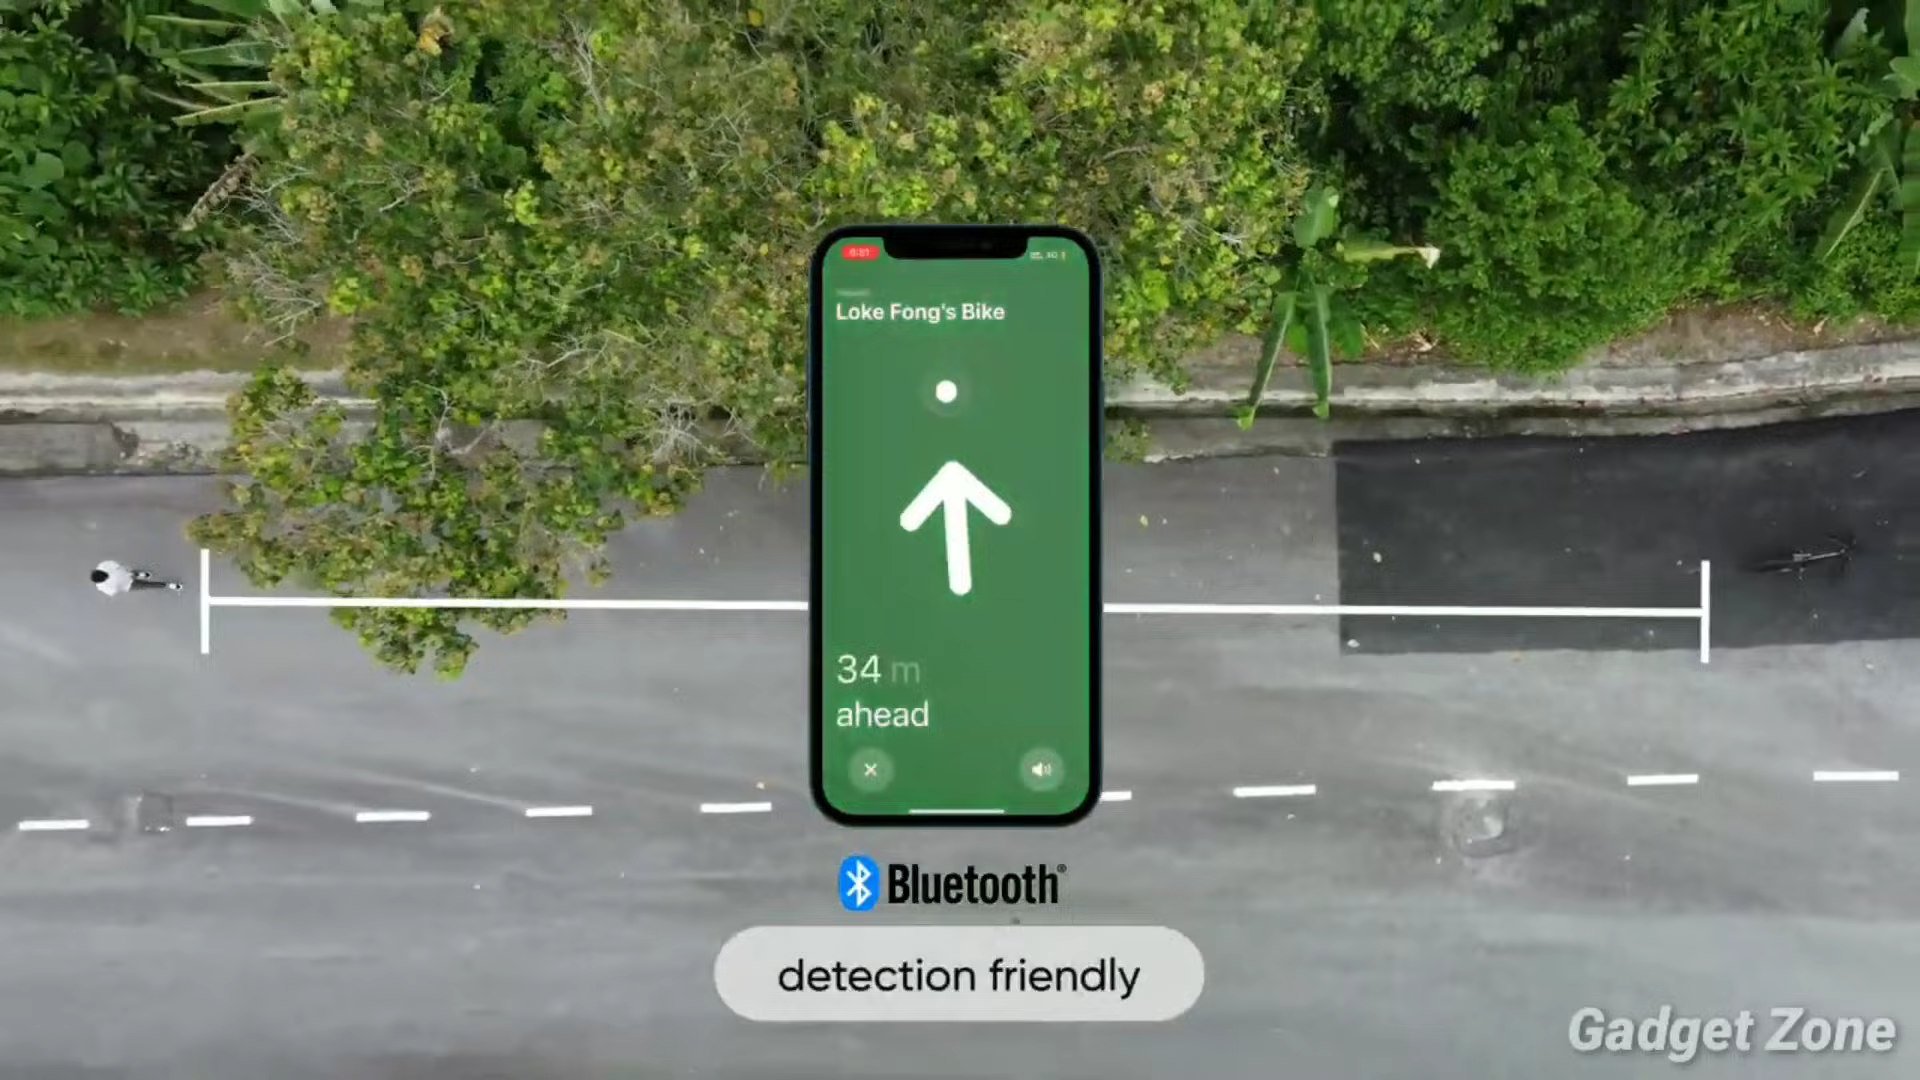 Loke Fong's Bike
34 m
ahead
Bluetooth®
detection friendly
Gadget Zone